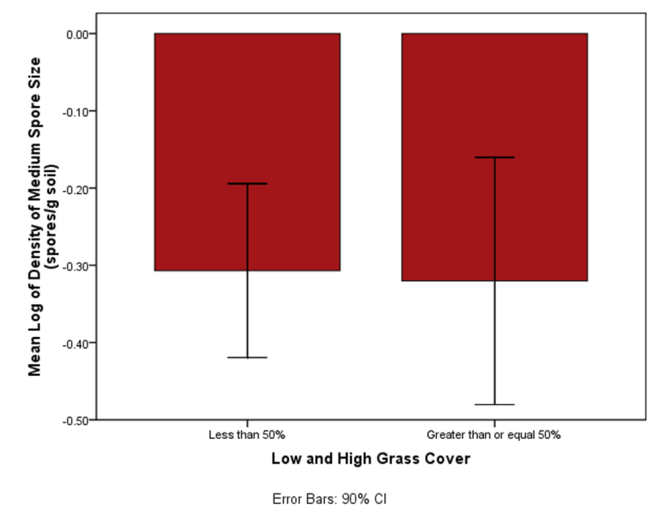 Mean Log of Density of Medium Spore Size
(spores/g soil)
0.00
-0.10
-0.20
-0.30
-0.40
-0.50
Less than 50%
Greater than or equal 50%
Low and High Grass Cover
Error Bars: 90% CI